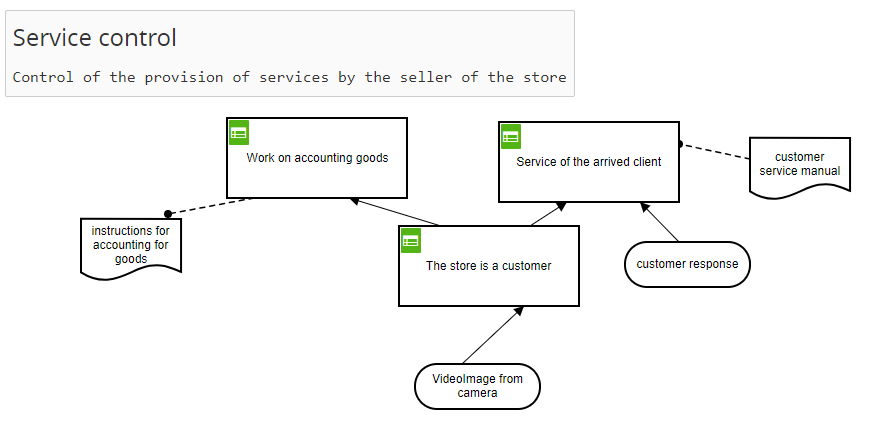 Service control
Control of the provision of services by the seller of the store
Work on accounting goods
Service of the arrived client
customer
service manual
instructions for
accounting for
goods
The store is a customer
customer response
VideoImage from
camera